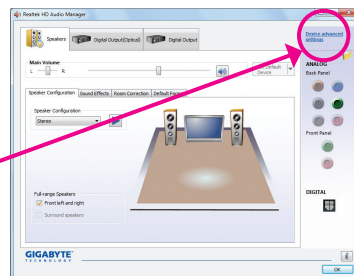 Realtek HD Audio Manager
Speakers
Digital Output(Optical)
Digital Output
Device advanced
settings
Main Volume
L
R
Device
ANALOG
Back Panel
Speaker Configuration
Sound Effects
Room Correction
Default
Speaker Configuration
Stereo
Front Panel
Full-range Speakers
Front left and right
Surround speakers
DIGITAL
GIGABYTE
TECHNOLOGY
OK